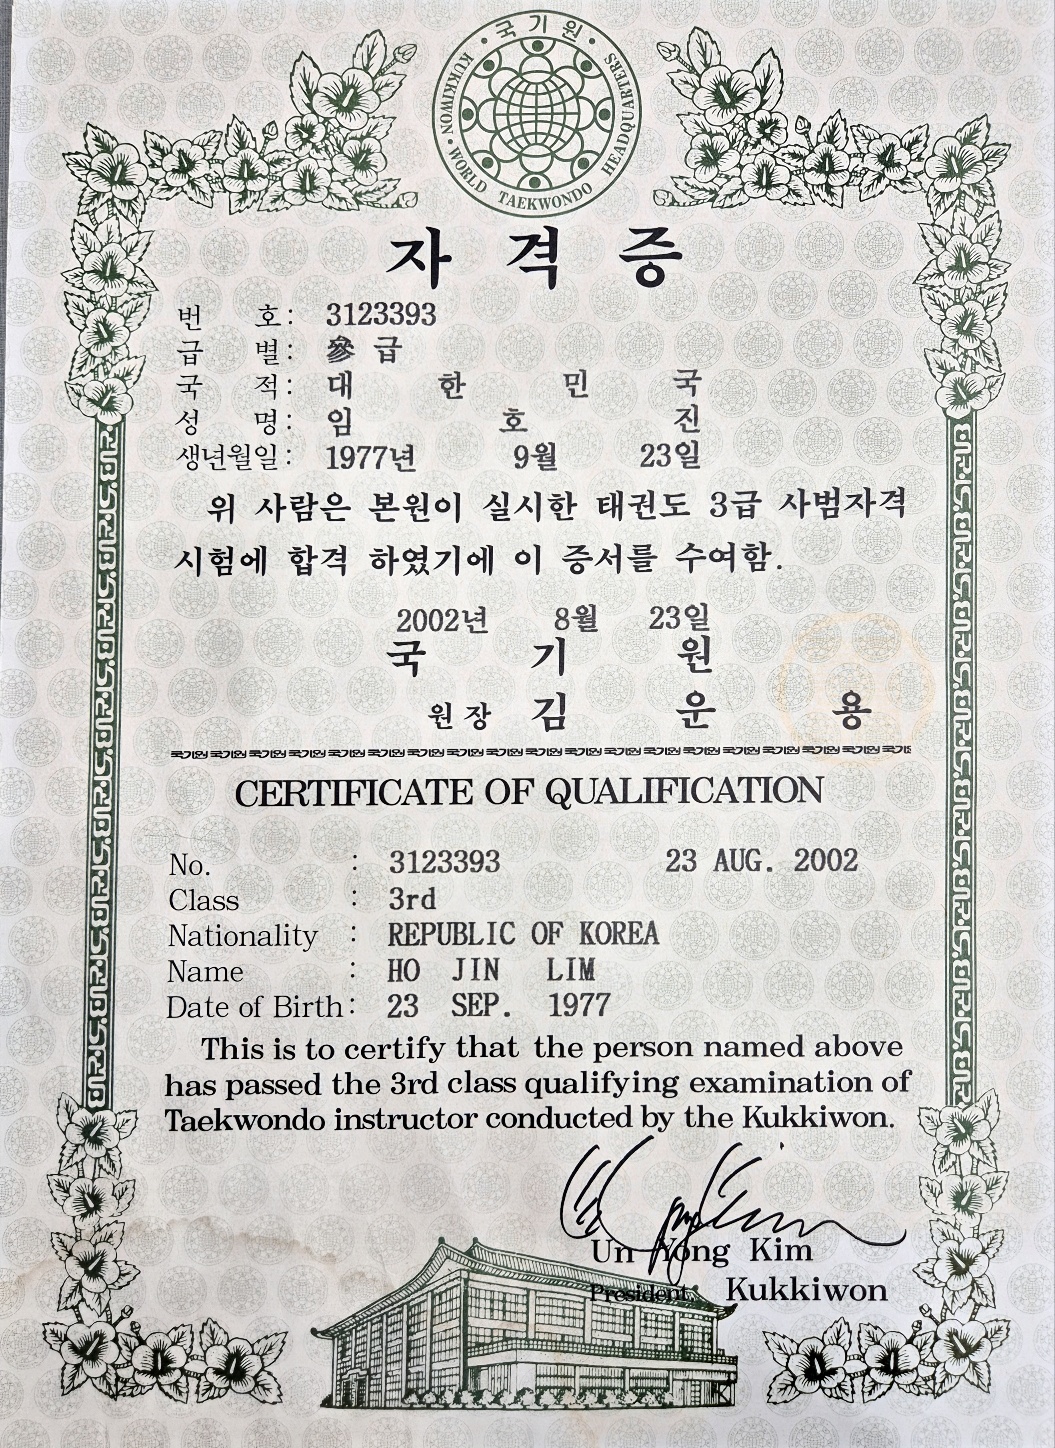 국기원
KUKKIWON · WORLD TAEKWONDO HEADQUARTERS
자 격 증
번 호 : 3123393
급 별 : 參 급
국 적 : 대 한 민 국
성 명 : 임 호 진
생년월일 : 1977년 9월 23일
위 사람은 본원이 실시한 태권도 3급 사범자격
시험에 합격 하였기에 이 증서를 수여함.
2002년 8월 23일
국 기 원
원장 김 운 용
CERTIFICATE OF QUALIFICATION
No. : 3123393 23 AUG. 2002
Class : 3rd
Nationality : REPUBLIC OF KOREA
Name : HO JIN LIM
Date of Birth : 23 SEP. 1977
This is to certify that the person named above
has passed the 3rd class qualifying examination of
Taekwondo instructor conducted by the Kukkiwon.
Un Yong Kim
President Kukkiwon